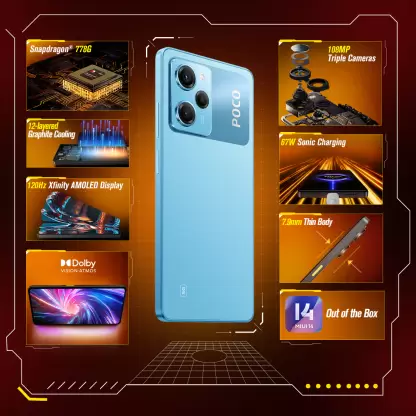 Snapdragon® 778G
12-layered
Graphite Cooling
120Hz Xfinity AMOLED Display
Dolby
VISION·ATMOS
POCO
5G
108MP
Triple Cameras
67W Sonic Charging
7.9mm Thin Body
14
MIUI 14
Out of the Box